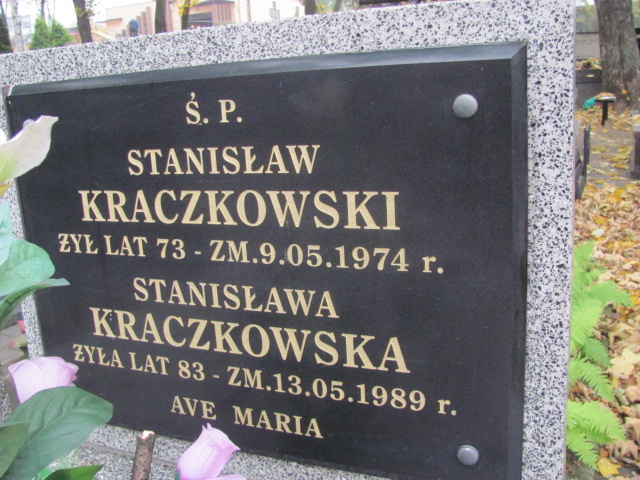 Ś. P.
STANISŁAW
KRACZKOWSKI
ŻYŁ LAT 73 - ZM.9.05.1974 r.
STANISŁAWA
KRACZKOWSKA
ŻYŁA LAT 83 - ZM.13.05.1989 r.
AVE MARIA